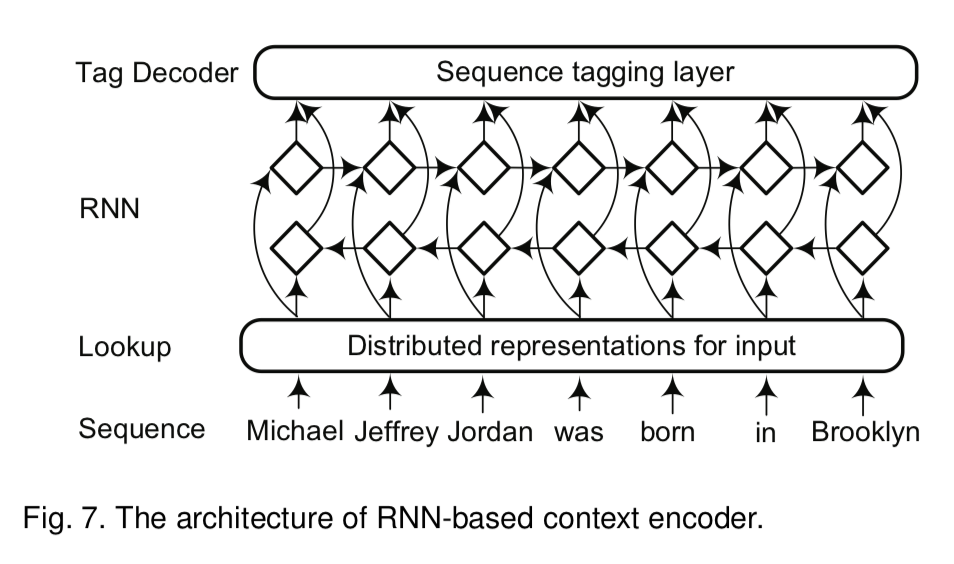 Tag Decoder Sequence tagging layer
RNN
Lookup Distributed representations for input
Sequence Michael Jeffrey Jordan was born in Brooklyn
Fig. 7. The architecture of RNN-based context encoder.